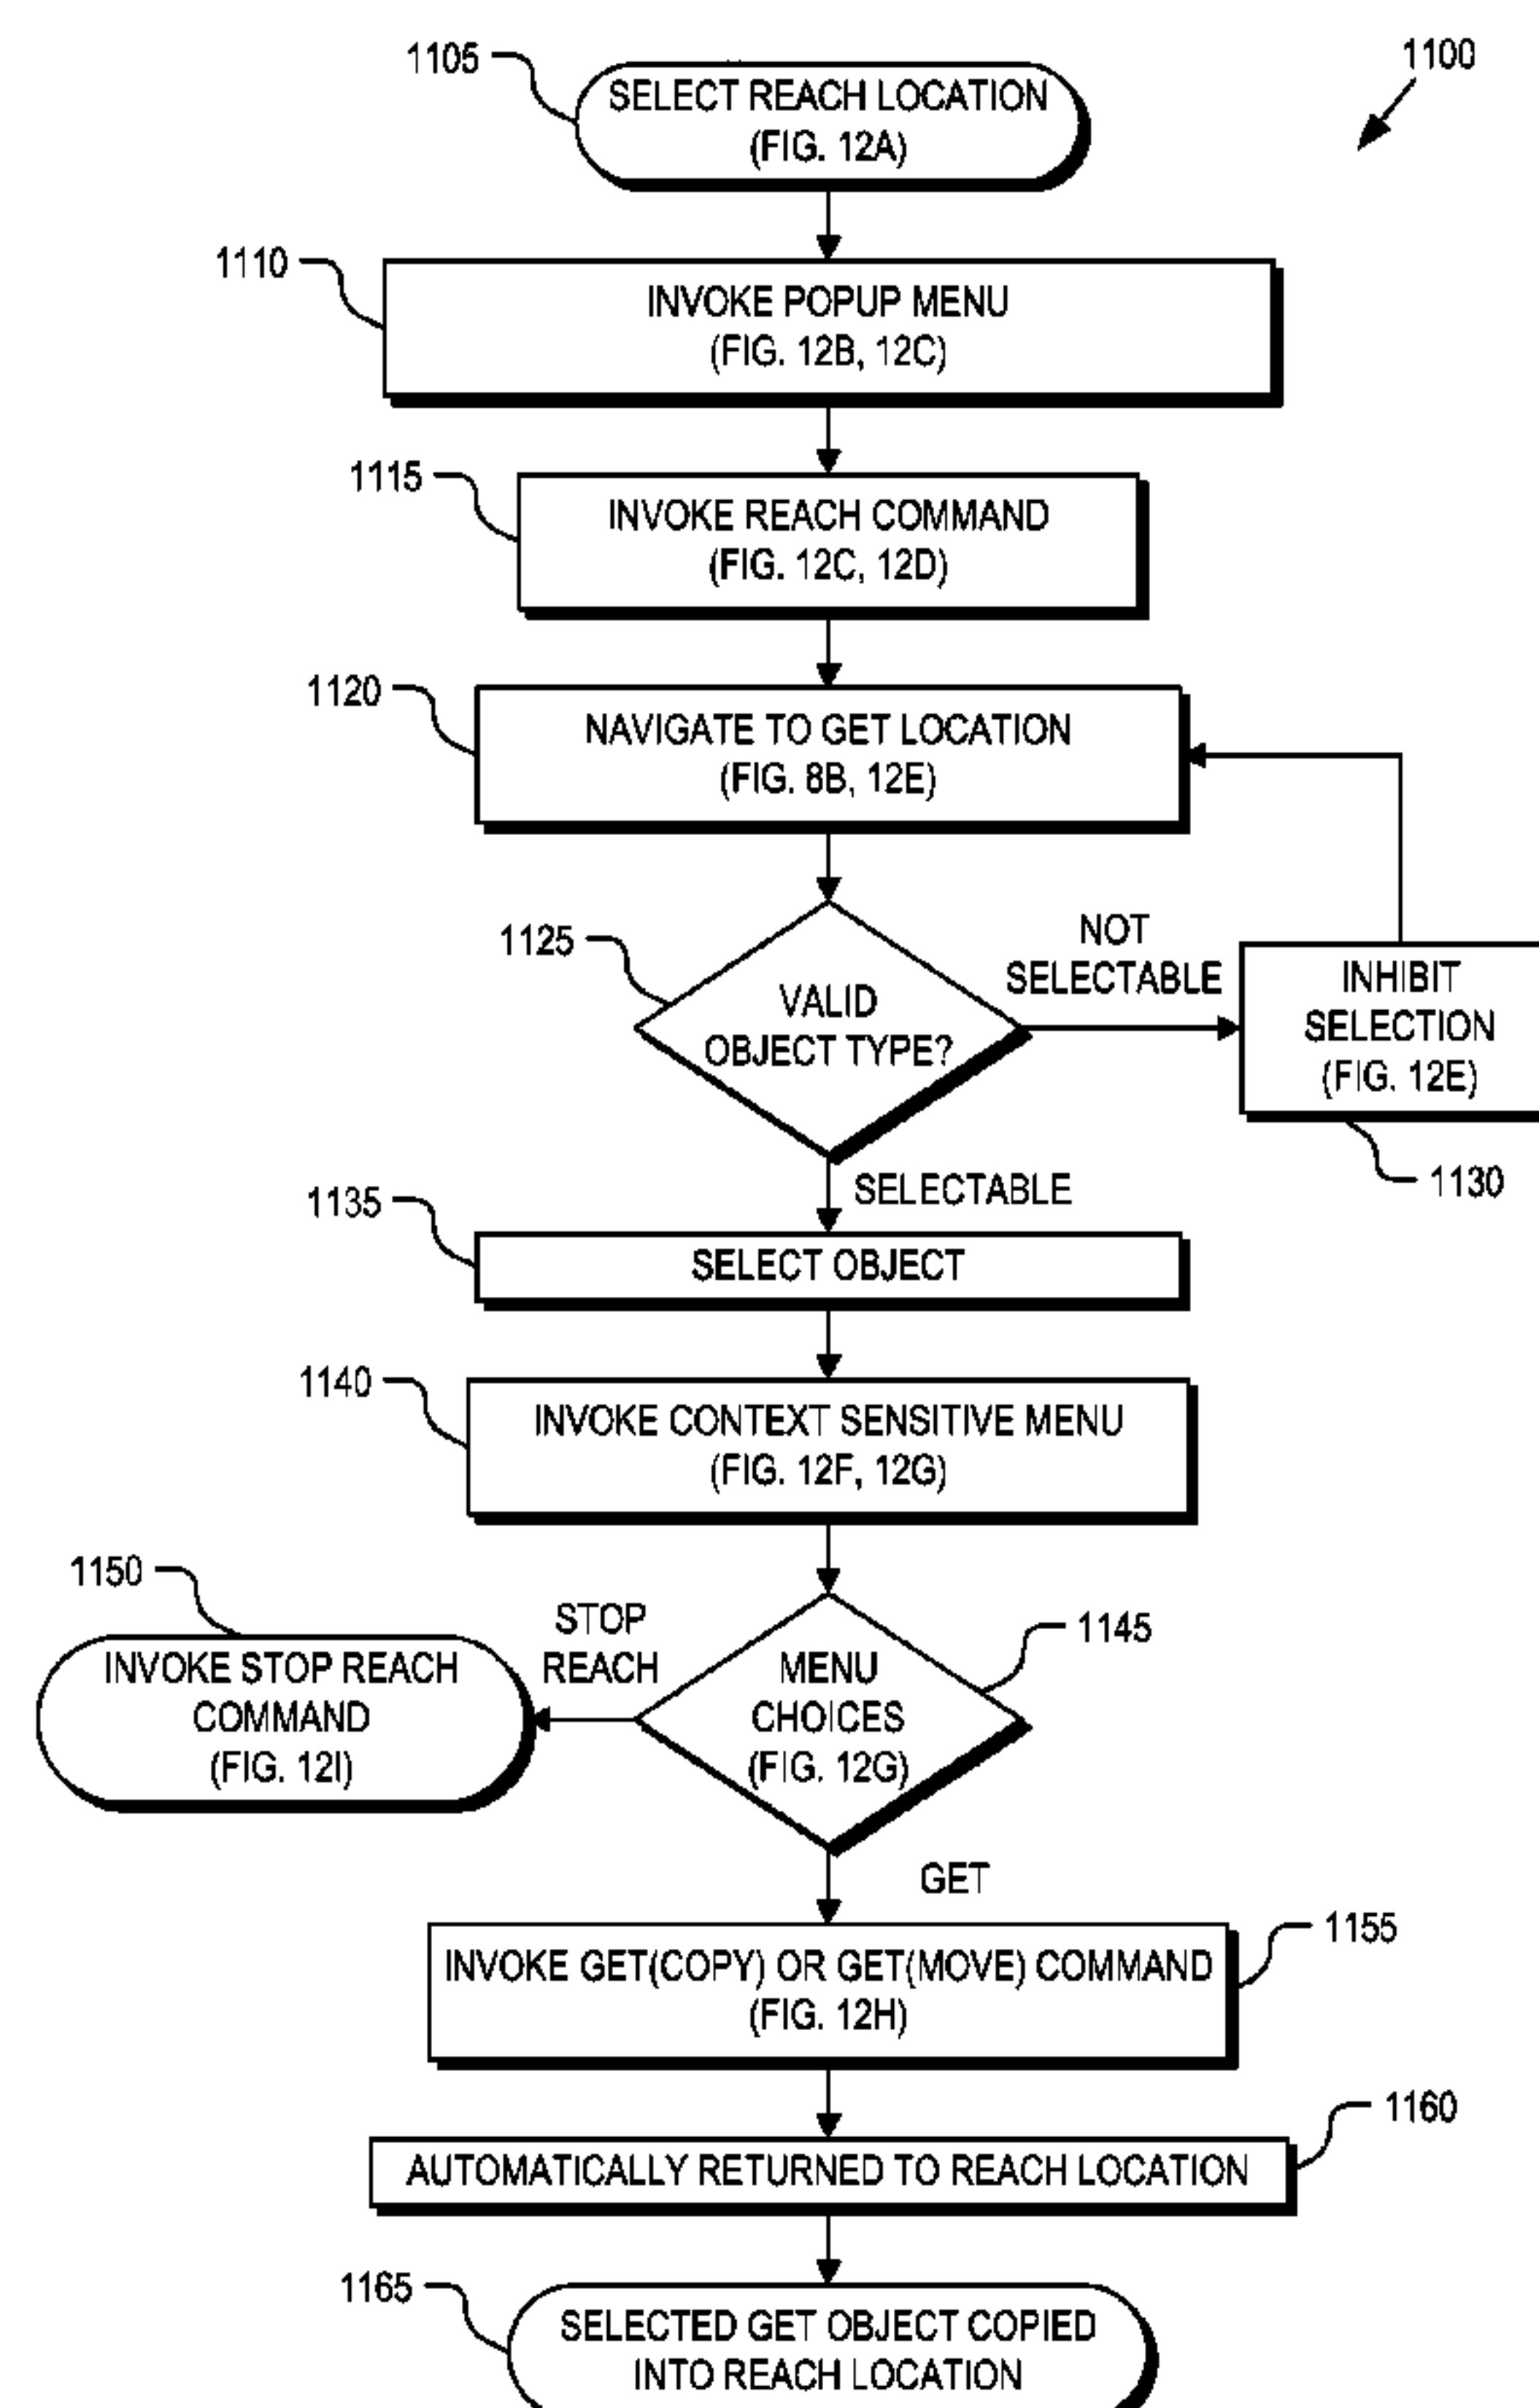 1105
SELECT REACH LOCATION
(FIG. 12A)
1100
1110
INVOKE POPUP MENU
(FIG. 12B, 12C)
1115
INVOKE REACH COMMAND
(FIG. 12C, 12D)
1120
NAVIGATE TO GET LOCATION
(FIG. 8B, 12E)
1125
VALID
OBJECT TYPE?
NOT
SELECTABLE
INHIBIT
SELECTION
(FIG. 12E)
1130
SELECTABLE
1135
SELECT OBJECT
1140
INVOKE CONTEXT SENSITIVE MENU
(FIG. 12F, 12G)
1150
INVOKE STOP REACH
COMMAND
(FIG. 12I)
STOP
REACH
MENU
CHOICES
(FIG. 12G)
1145
GET
INVOKE GET(COPY) OR GET(MOVE) COMMAND
(FIG. 12H)
1155
1160
AUTOMATICALLY RETURNED TO REACH LOCATION
1165
SELECTED GET OBJECT COPIED
INTO REACH LOCATION